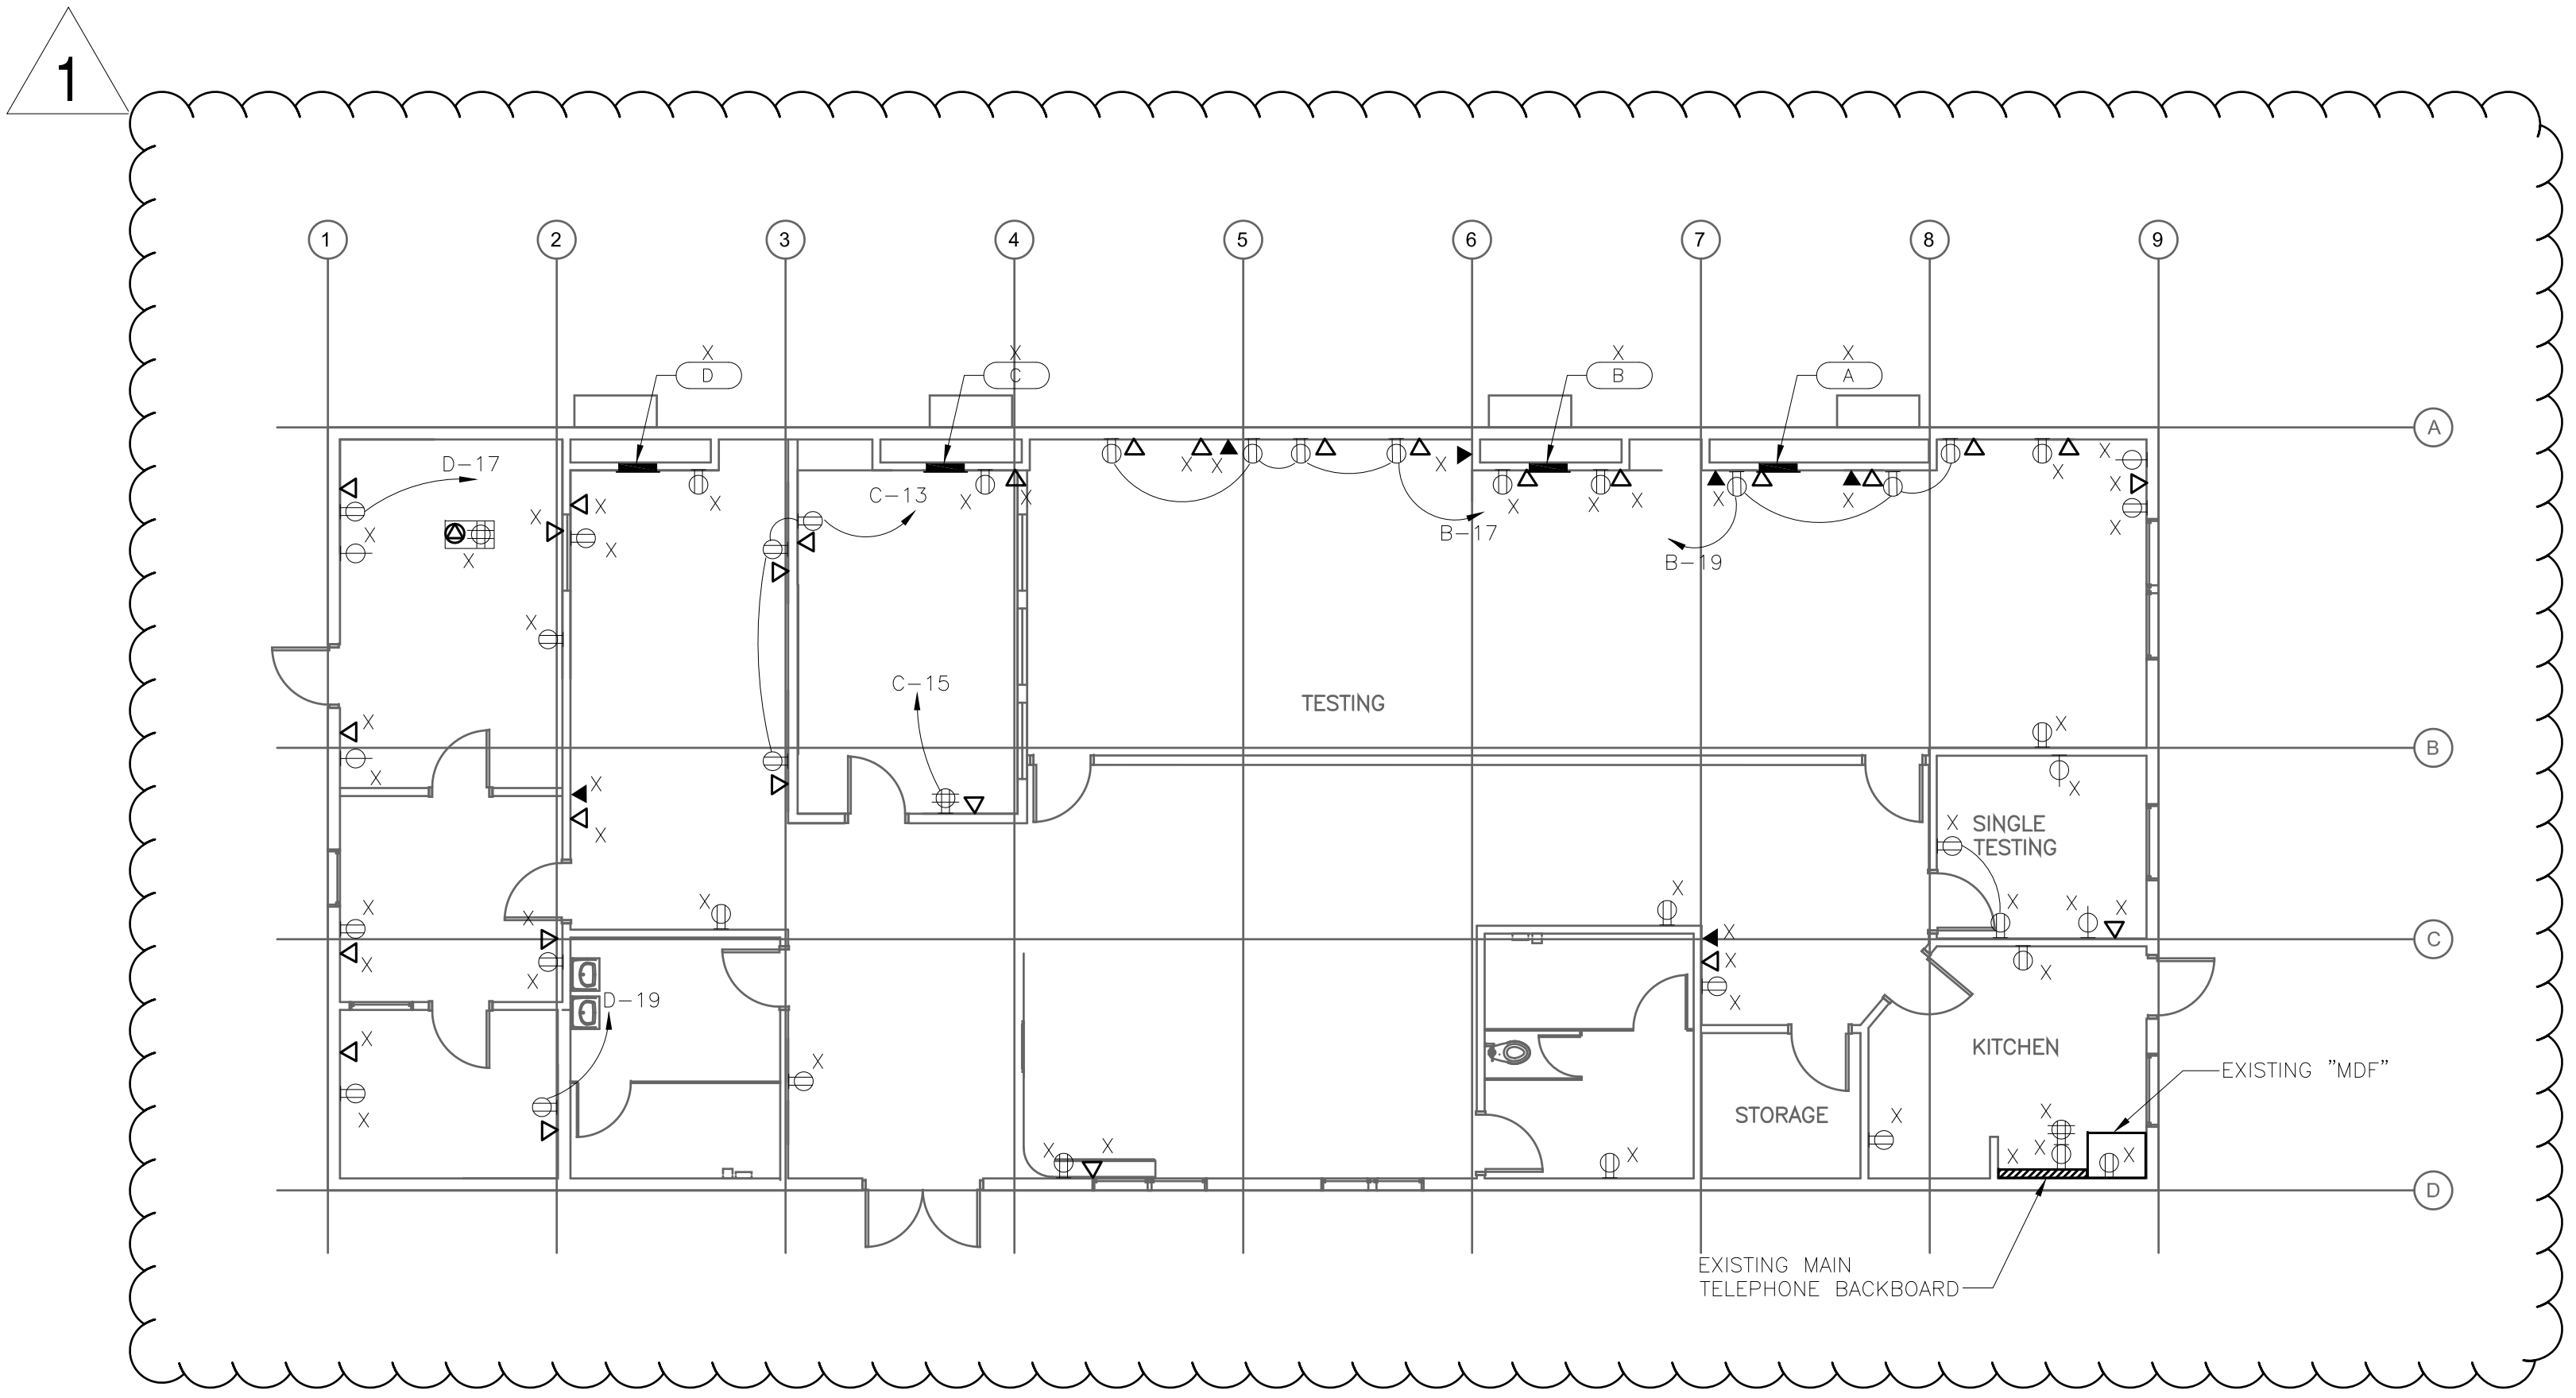 1
1 2 3 4 5 6 7 8 9
X X X X
D C B A
A
X
D-17
X X X
X X
X X X
X X
C-13
X X
X X X X
X X
X
X X
X
X
B-17
X
X
B-19
X
C-15
TESTING
X
X
B
X
X
X
X
X
SINGLE
TESTING
X
X X
X X X
X
X
X
C
X
X
X
X
D-19
X
X
KITCHEN
X
EXISTING "MDF"
X
STORAGE
X
X
X
X X
X
X
X
D
EXISTING MAIN
TELEPHONE BACKBOARD